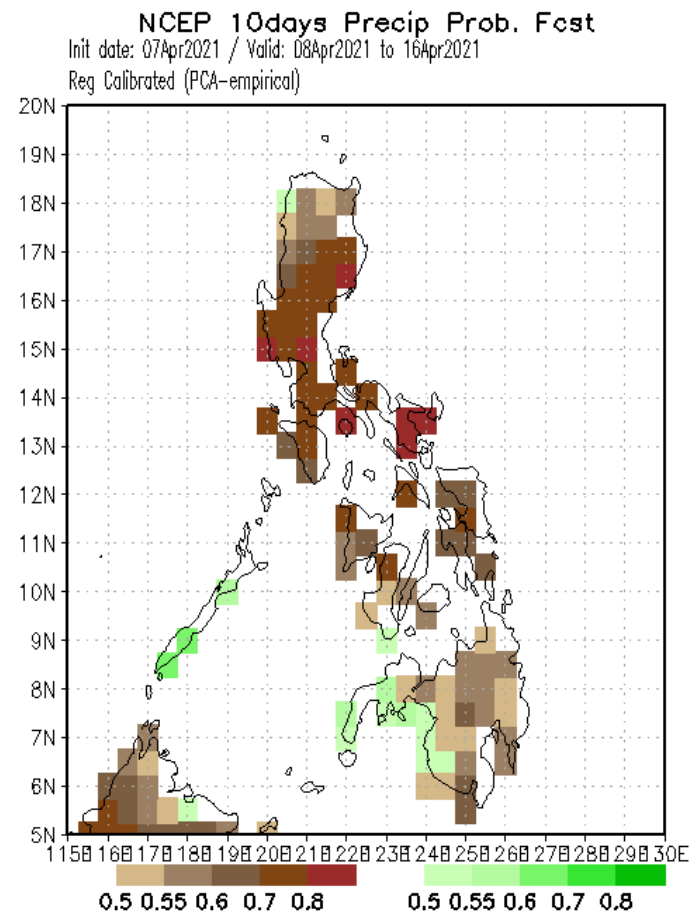 NCEP 10days Precip Prob. Fcst
Init date: 07Apr2021 / Valid: 08Apr2021 to 16Apr2021
Reg Calibrated (PCA-empirical)
20N
19N
18N
17N
16N
15N
14N
13N
12N
11N
10N
9N
8N
7N
6N
5N
115E 116E 117E 118E 119E 120E 121E 122E 123E 124E 125E 126E 127E 128E 129E 130E
0.5 0.55 0.6 0.7 0.8 0.5 0.55 0.6 0.7 0.8